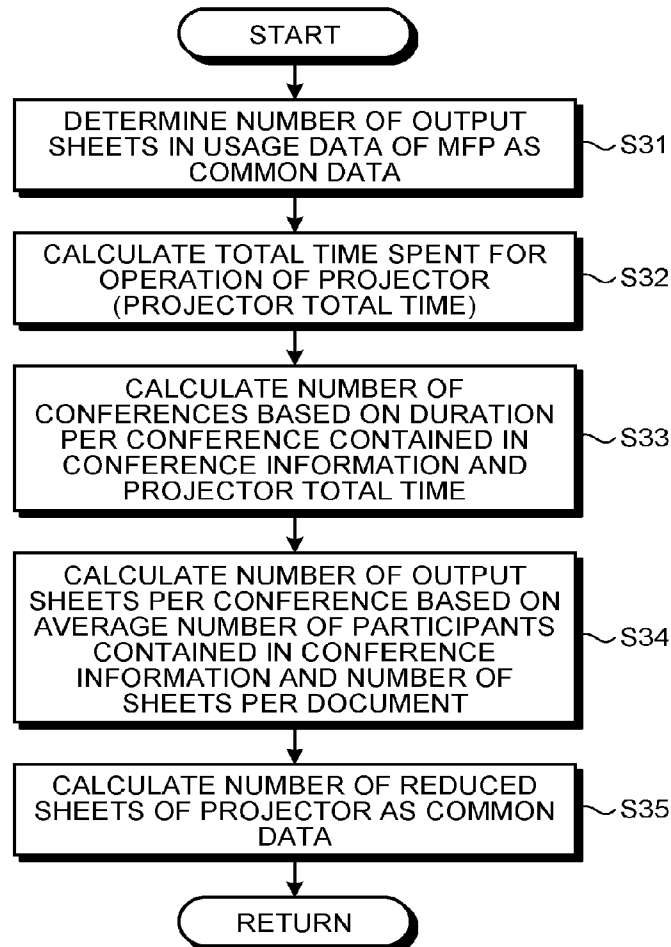 START
DETERMINE NUMBER OF OUTPUT
SHEETS IN USAGE DATA OF MFP AS
COMMON DATA
S31
CALCULATE TOTAL TIME SPENT FOR
OPERATION OF PROJECTOR
(PROJECTOR TOTAL TIME)
S32
CALCULATE NUMBER OF
CONFERENCES BASED ON DURATION
PER CONFERENCE CONTAINED IN
CONFERENCE INFORMATION AND
PROJECTOR TOTAL TIME
S33
CALCULATE NUMBER OF OUTPUT
SHEETS PER CONFERENCE BASED ON
AVERAGE NUMBER OF PARTICIPANTS
CONTAINED IN CONFERENCE
INFORMATION AND NUMBER OF
SHEETS PER DOCUMENT
S34
CALCULATE NUMBER OF REDUCED
SHEETS OF PROJECTOR AS COMMON
DATA
S35
RETURN